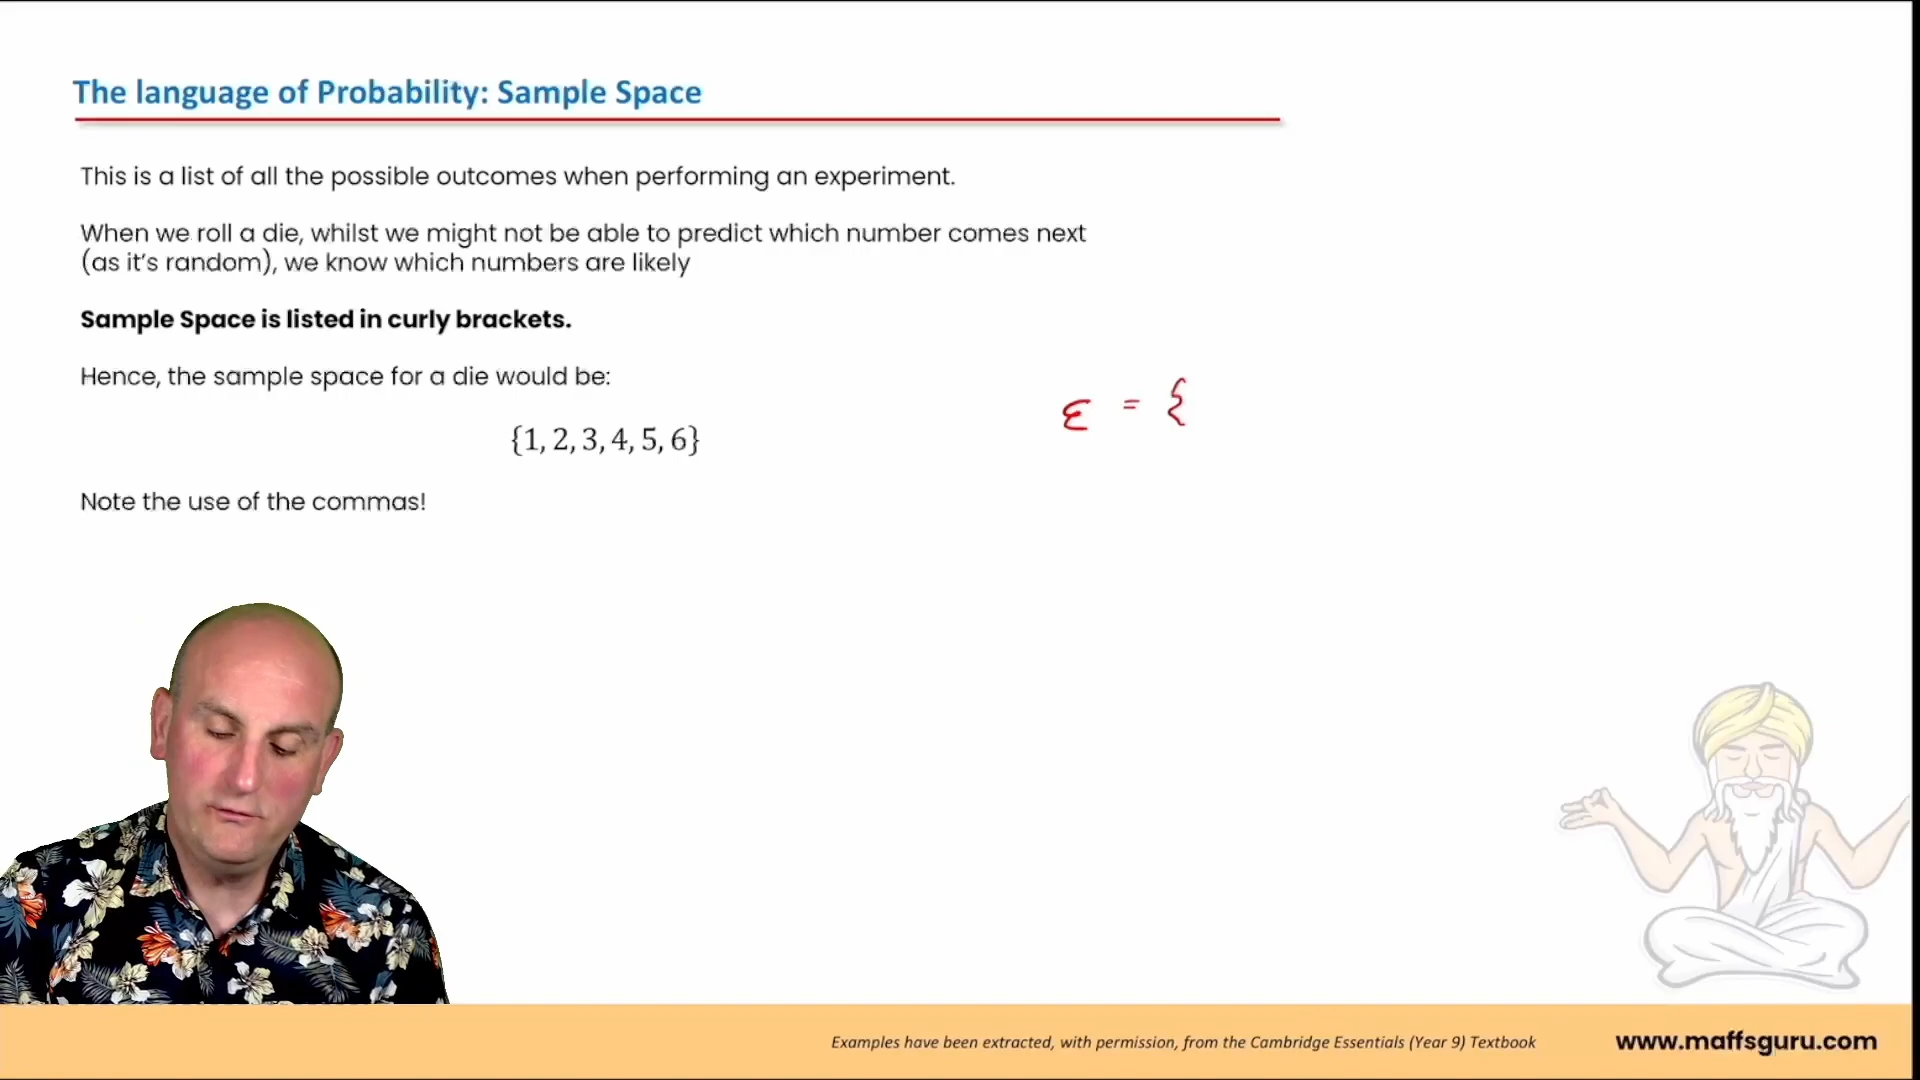 The language of Probability: Sample Space
This is a list of all the possible outcomes when performing an experiment.
When we roll a die, whilst we might not be able to predict which number comes next
(as it's random), we know which numbers are likely
Sample Space is listed in curly brackets.
Hence, the sample space for a die would be:
ε = {
{1, 2, 3, 4, 5, 6}
Note the use of the commas!
Examples have been extracted, with permission, from the Cambridge Essentials (Year 9) Textbook
www.maffsguru.com